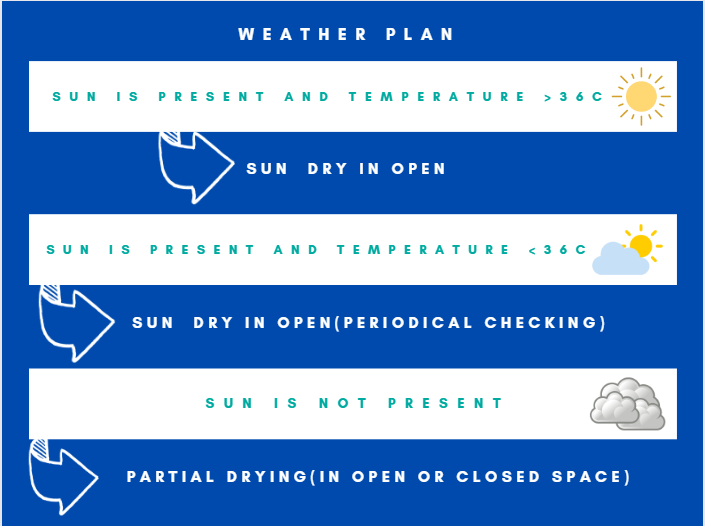 WEATHER PLAN
SUN IS PRESENT AND TEMPERATURE >36C
SUN DRY IN OPEN
SUN IS PRESENT AND TEMPERATURE <36C
SUN DRY IN OPEN(PERIODICAL CHECKING)
SUN IS NOT PRESENT
PARTIAL DRYING(IN OPEN OR CLOSED SPACE)